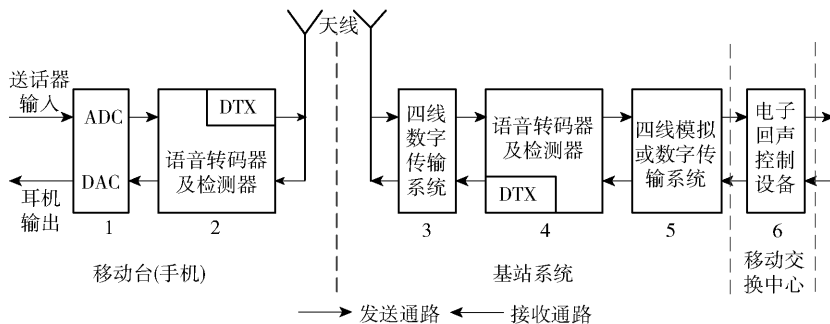 天线
送话器
输入
ADC
DAC
耳机
输出
1
DTX
语音转码器
及检测器
2
移动台(手机)
四线
数字
传输
系统
3
语音转码器
及检测器
DTX
4
四线模拟
或数字传
输系统
5
基站系统
电子
回声
控制
设备
6
移动交
换中心
发送通路
接收通路